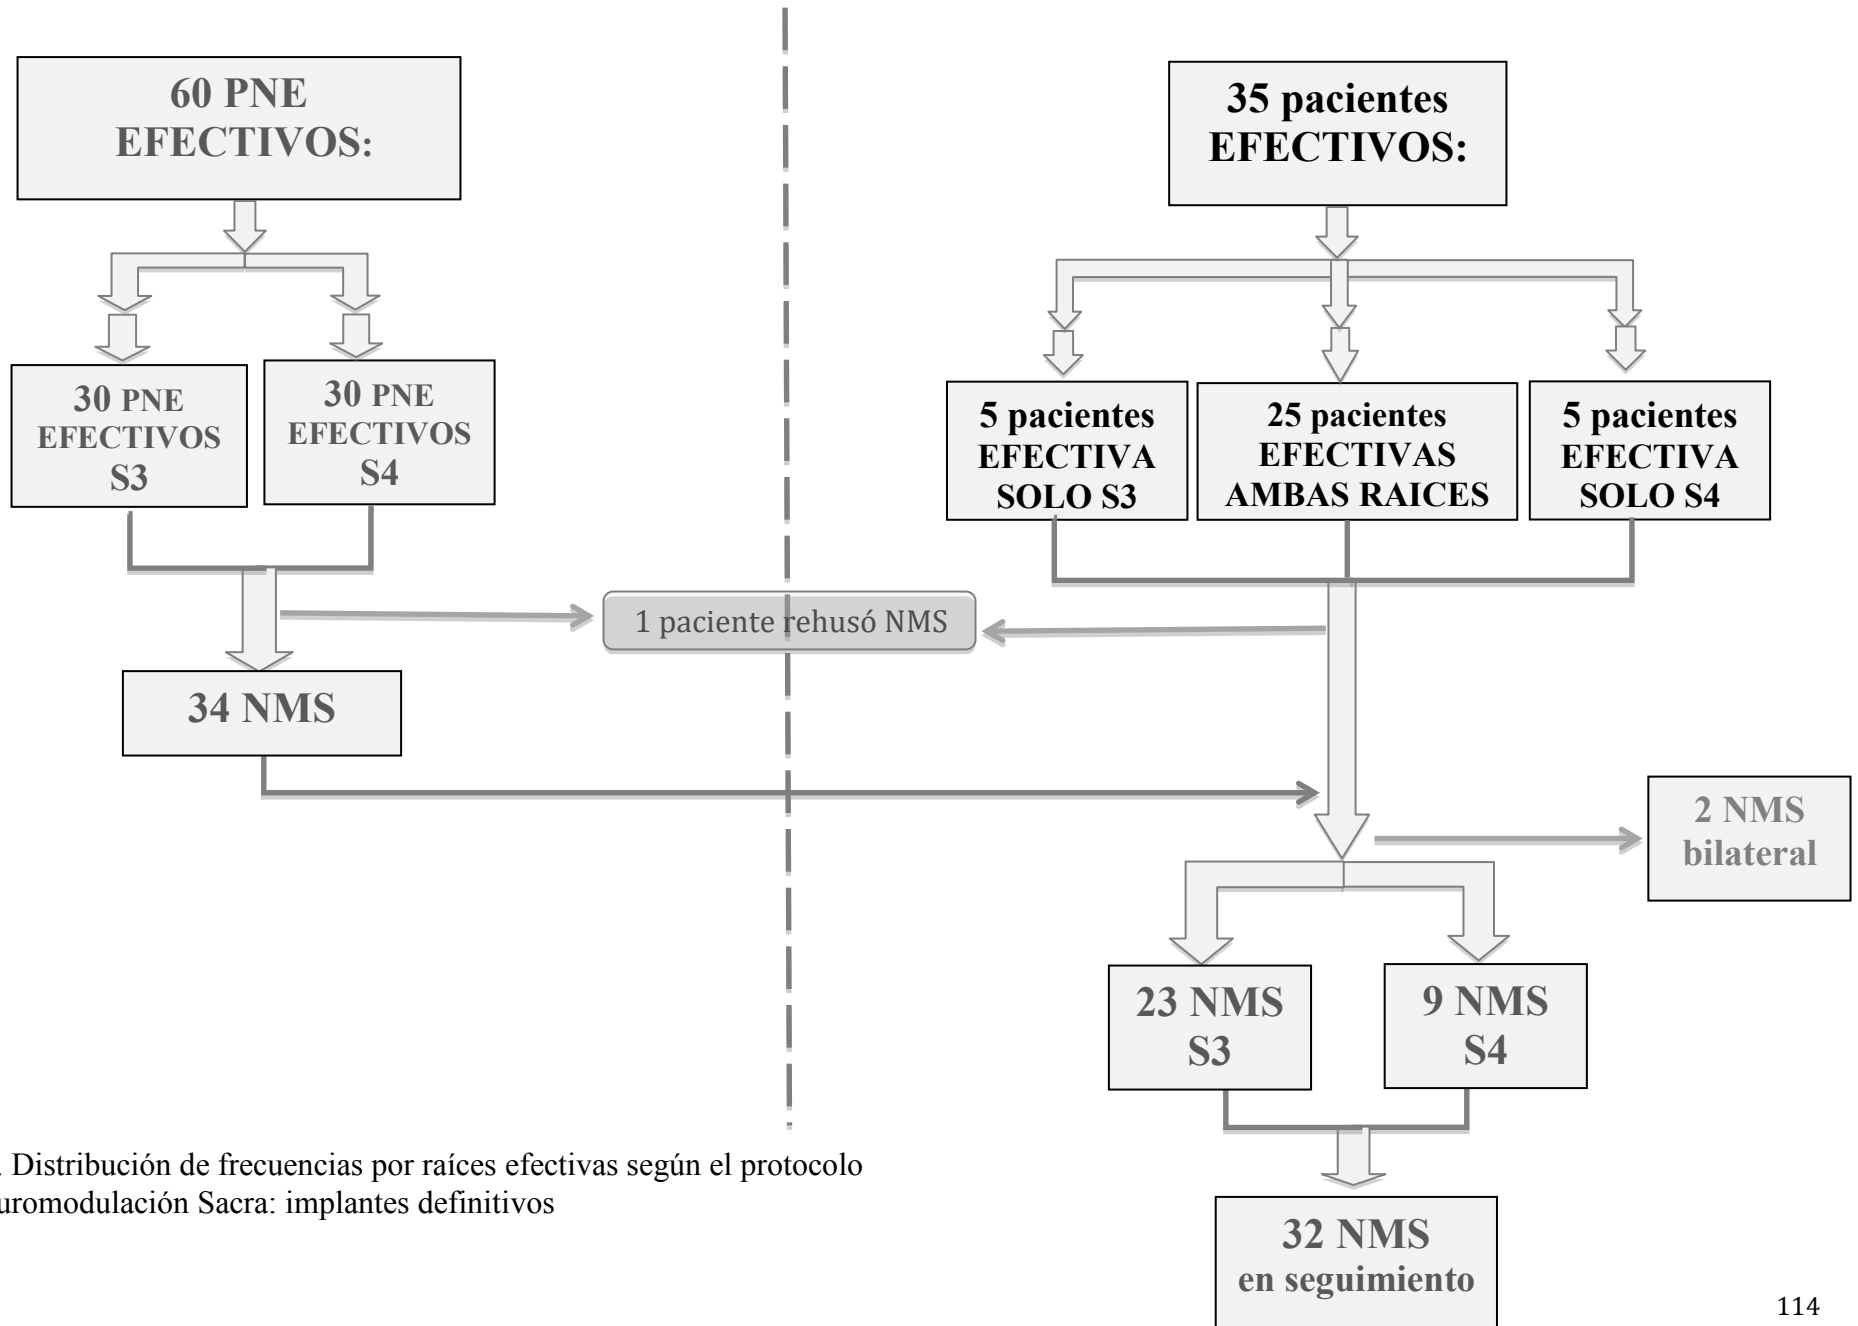 60 PNE
EFECTIVOS:
30 PNE
EFECTIVOS
S3
30 PNE
EFECTIVOS
S4
34 NMS
1 paciente rehusó NMS
35 pacientes
EFECTIVOS:
5 pacientes
EFECTIVA
SOLO S3
25 pacientes
EFECTIVAS
AMBAS RAICES
5 pacientes
EFECTIVA
SOLO S4
2 NMS
bilateral
23 NMS
S3
9 NMS
S4
32 NMS
en seguimiento
. Distribución de frecuencias por raíces efectivas según el protocolo
uromodulación Sacra: implantes definitivos
114